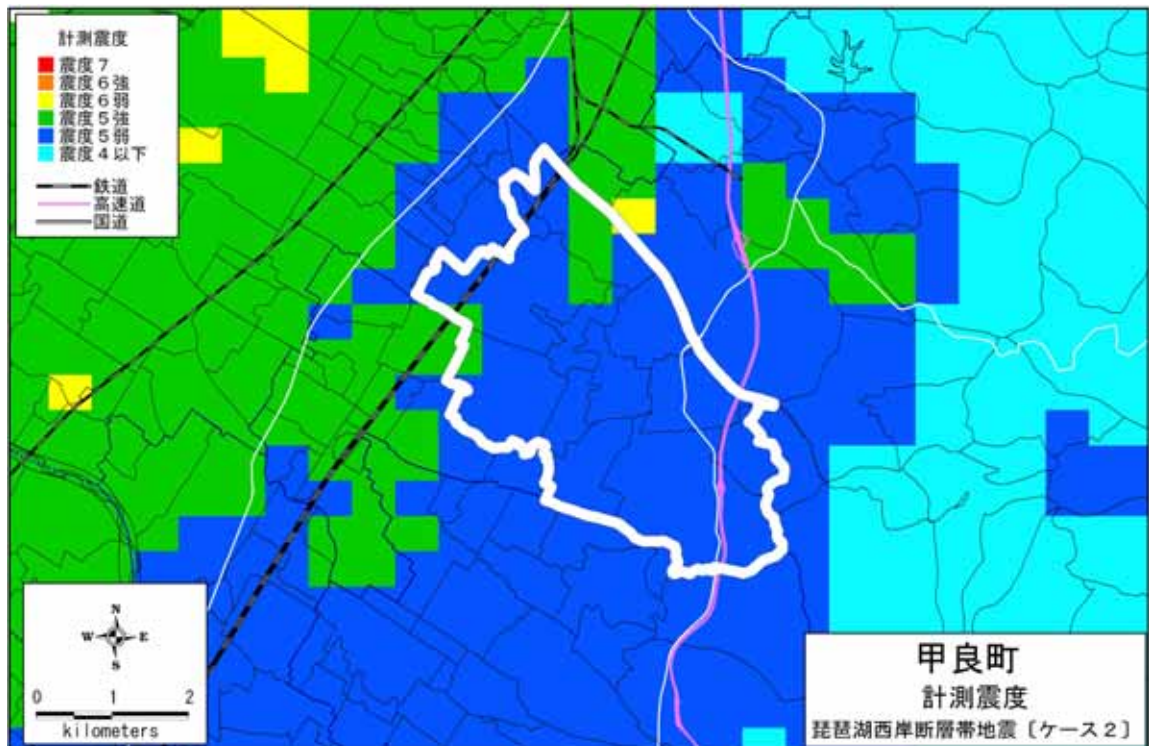 計測震度
震度7
震度6強
震度6弱
震度5強
震度5弱
震度4以下
鉄道
高速道
国道
N
W E
S
0 1 2
kilometers
甲良町
計測震度
琵琶湖西岸断層帯地震〔ケース2〕